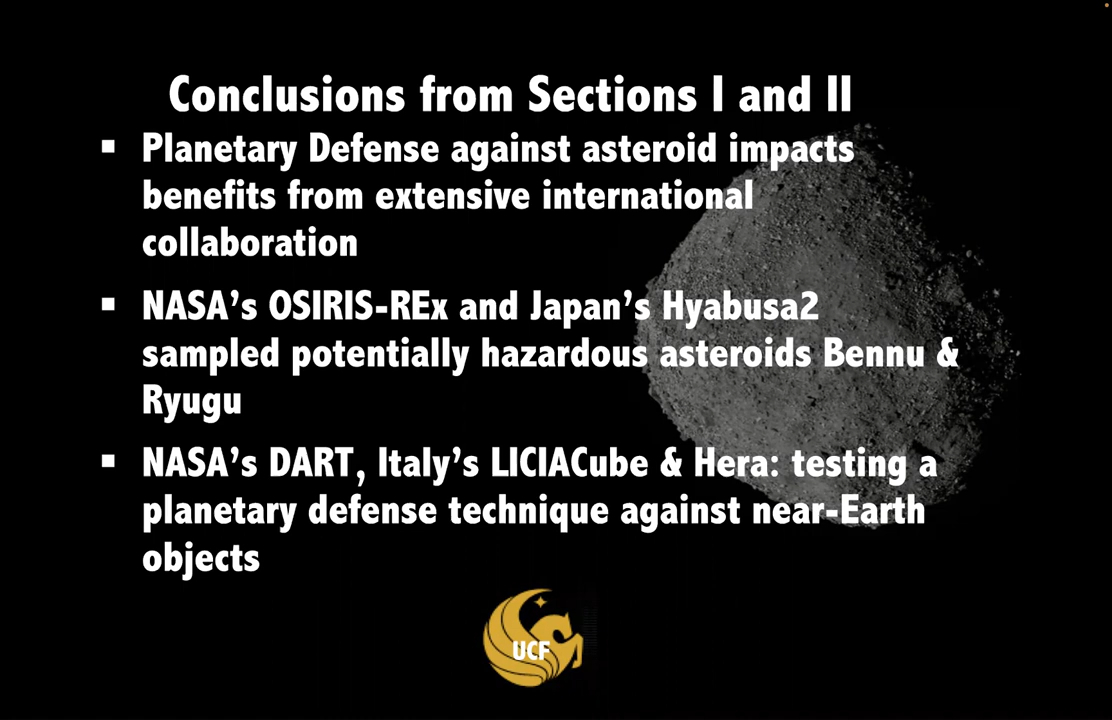 Conclusions from Sections I and II
▪ Planetary Defense against asteroid impacts
benefits from extensive international
collaboration
▪ NASA's OSIRIS-REx and Japan's Hyabusa2
sampled potentially hazardous asteroids Bennu &
Ryugu
▪ NASA's DART, Italy's LICIACube & Hera: testing a
planetary defense technique against near-Earth
objects
UCF